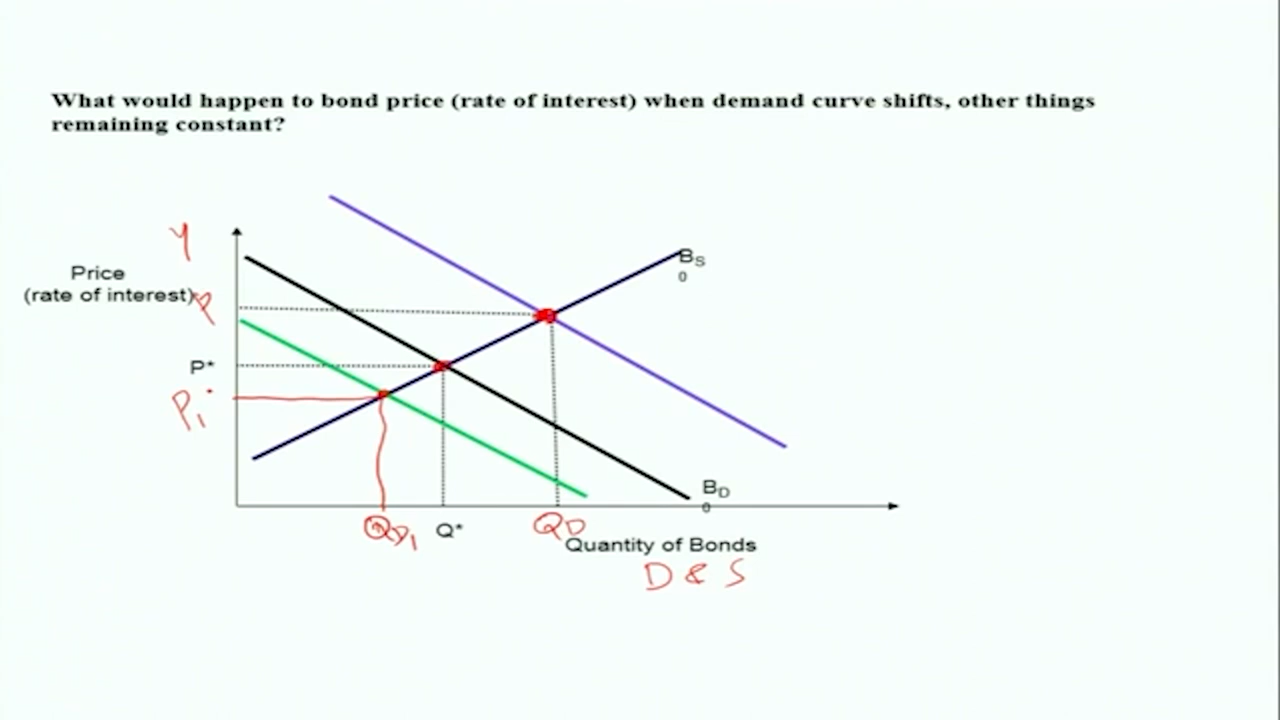 What would happen to bond price (rate of interest) when demand curve shifts, other things
remaining constant?
Y
Price
(rate of interest)
P
P*
P1*
BS
0
BD
0
QD1
Q*
QD
Quantity of Bonds
D & S